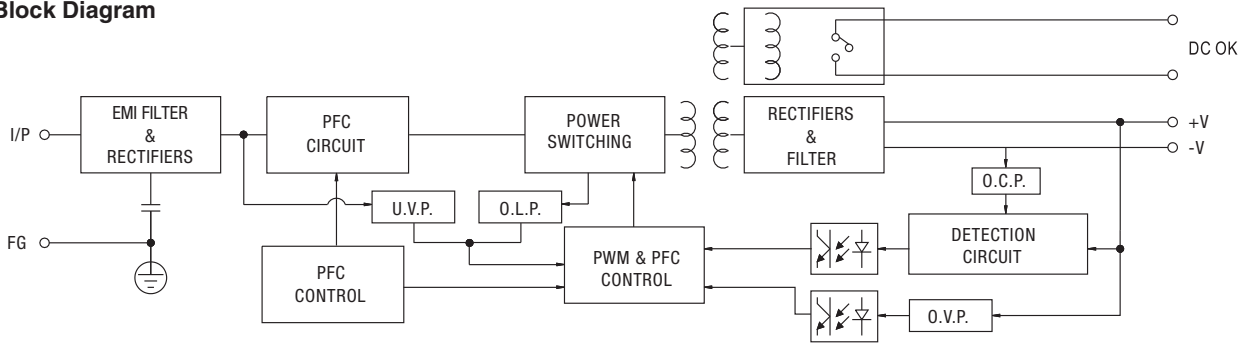 Block Diagram
DC OK
I/P
EMI FILTER
&
RECTIFIERS
PFC
CIRCUIT
POWER
SWITCHING
RECTIFIERS
&
FILTER
+V
-V
O.C.P.
U.V.P.
O.L.P.
FG
DETECTION
CIRCUIT
PFC
CONTROL
PWM & PFC
CONTROL
O.V.P.